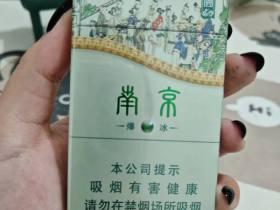 南京
爆 冰
本公司提示
吸烟有害健康
请勿在禁烟场所吸烟